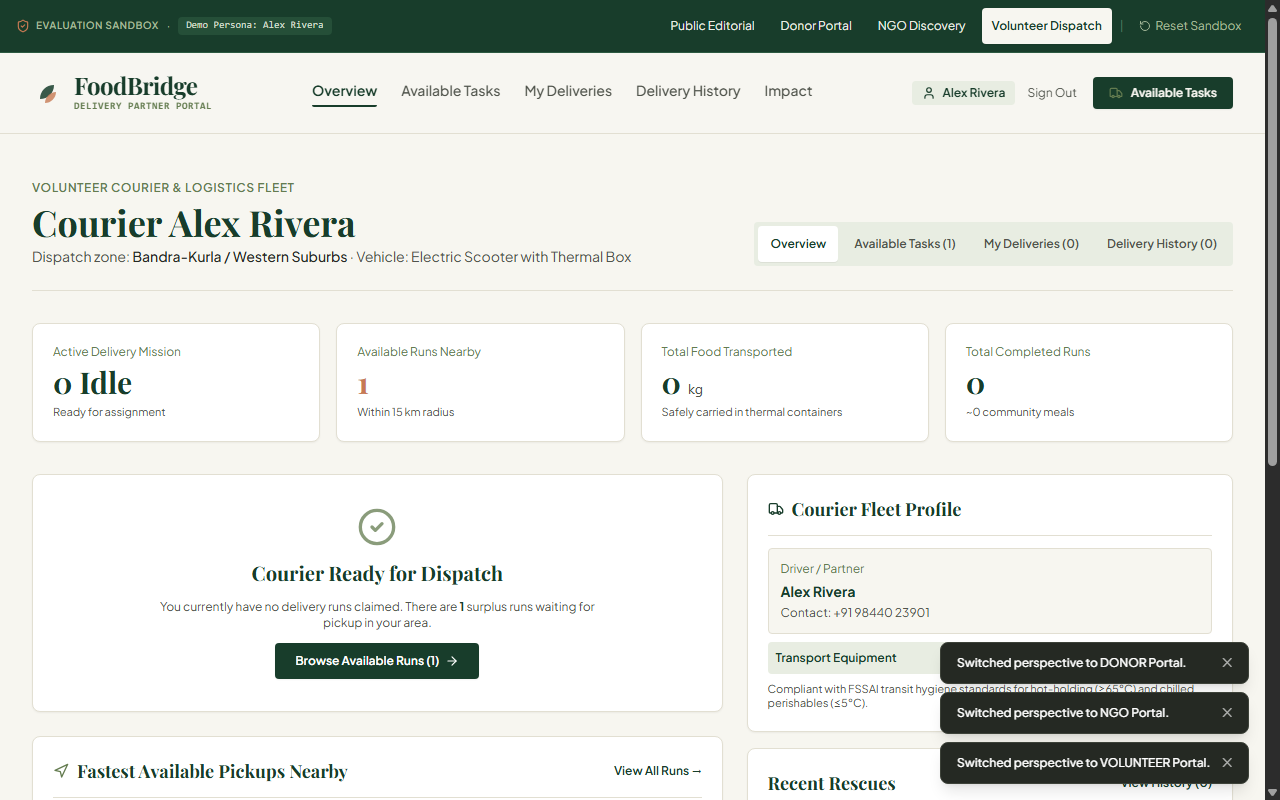 EVALUATION SANDBOX · Demo Persona: Alex Rivera
Public Editorial Donor Portal NGO Discovery Volunteer Dispatch | Reset Sandbox
FoodBridge
DELIVERY PARTNER PORTAL
Overview Available Tasks My Deliveries Delivery History Impact
Alex Rivera Sign Out Available Tasks
VOLUNTEER COURIER & LOGISTICS FLEET
Courier Alex Rivera
Dispatch zone: Bandra-Kurla / Western Suburbs · Vehicle: Electric Scooter with Thermal Box
Overview Available Tasks (1) My Deliveries (0) Delivery History (0)
Active Delivery Mission
0 Idle
Ready for assignment
Available Runs Nearby
1
Within 15 km radius
Total Food Transported
0 kg
Safely carried in thermal containers
Total Completed Runs
0
~0 community meals
Courier Ready for Dispatch
You currently have no delivery runs claimed. There are 1 surplus runs waiting for
pickup in your area.
Browse Available Runs (1) →
Courier Fleet Profile
Driver / Partner
Alex Rivera
Contact: +91 98440 23901
Transport Equipment
Compliant with FSSAI transit hygiene standards for hot-holding (≥65°C) and chilled
perishables (≤5°C).
Switched perspective to DONOR Portal.
Switched perspective to NGO Portal.
Switched perspective to VOLUNTEER Portal.
Fastest Available Pickups Nearby
View All Runs →
Recent Rescues
View History (0)